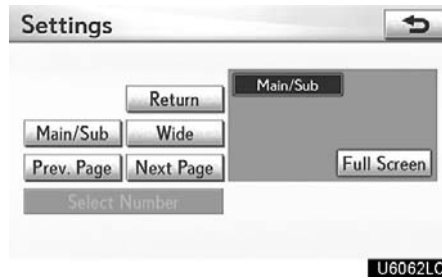 Settings
Main/Sub
Return
Main/Sub Wide
Full Screen
Prev. Page Next Page
Select Number
U6062LC